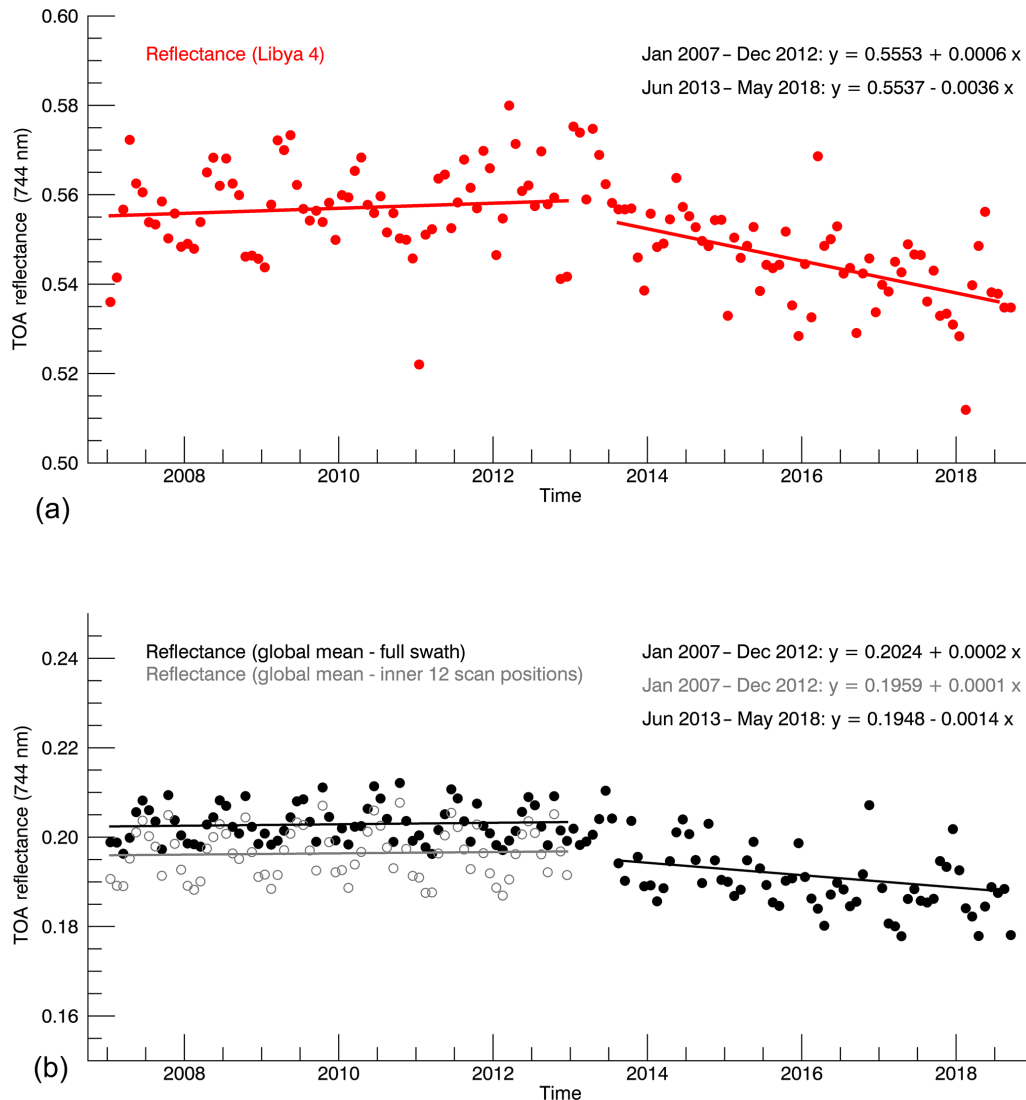 0.60
Reflectance (Libya 4)
Jan 2007 – Dec 2012: y = 0.5553 + 0.0006 x
Jun 2013 – May 2018: y = 0.5537 - 0.0036 x
0.58
0.56
0.54
0.52
0.50
TOA reflectance (744 nm)
2008 2010 2012 2014 2016 2018
Time
(a)
Reflectance (global mean - full swath)
Reflectance (global mean - inner 12 scan positions)
Jan 2007 – Dec 2012: y = 0.2024 + 0.0002 x
Jan 2007 – Dec 2012: y = 0.1959 + 0.0001 x
Jun 2013 – May 2018: y = 0.1948 - 0.0014 x
0.24
0.22
0.20
0.18
0.16
TOA reflectance (744 nm)
2008 2010 2012 2014 2016 2018
Time
(b)